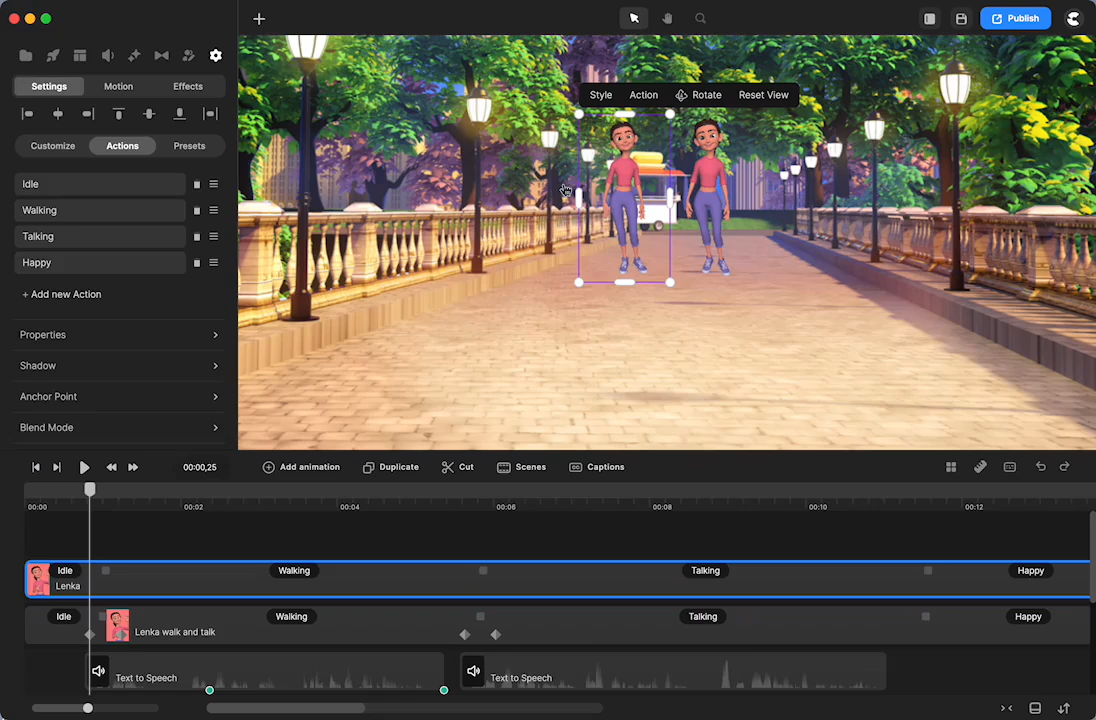 Publish
Settings Motion Effects
Style Action Rotate Reset View
Customize Actions Presets
Idle
Walking
Talking
Happy
+ Add new Action
Properties
Shadow
Anchor Point
Blend Mode
00:00,25 Add animation Duplicate Cut Scenes Captions
00:00 00:02 00:04 00:06 00:08 00:10 00:12
Idle Walking Talking Happy
Lenka
Idle Walking Talking Happy
Lenka walk and talk
Text to Speech Text to Speech